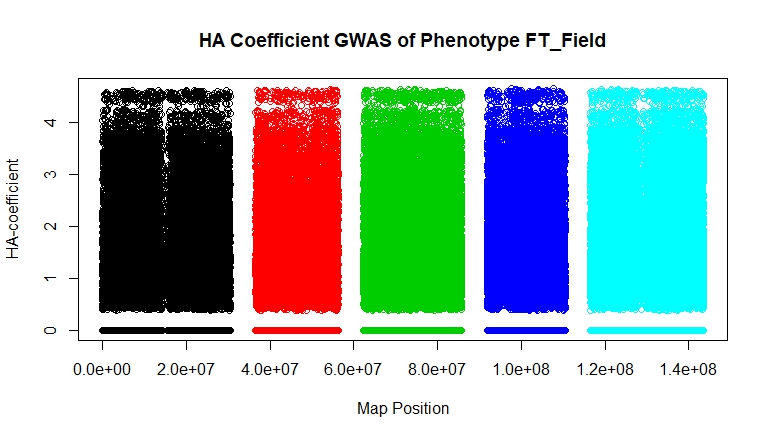 HA Coefficient GWAS of Phenotype FT_Field
HA-coefficient
4
3
2
1
0
0.0e+00 2.0e+07 4.0e+07 6.0e+07 8.0e+07 1.0e+08 1.2e+08 1.4e+08
Map Position